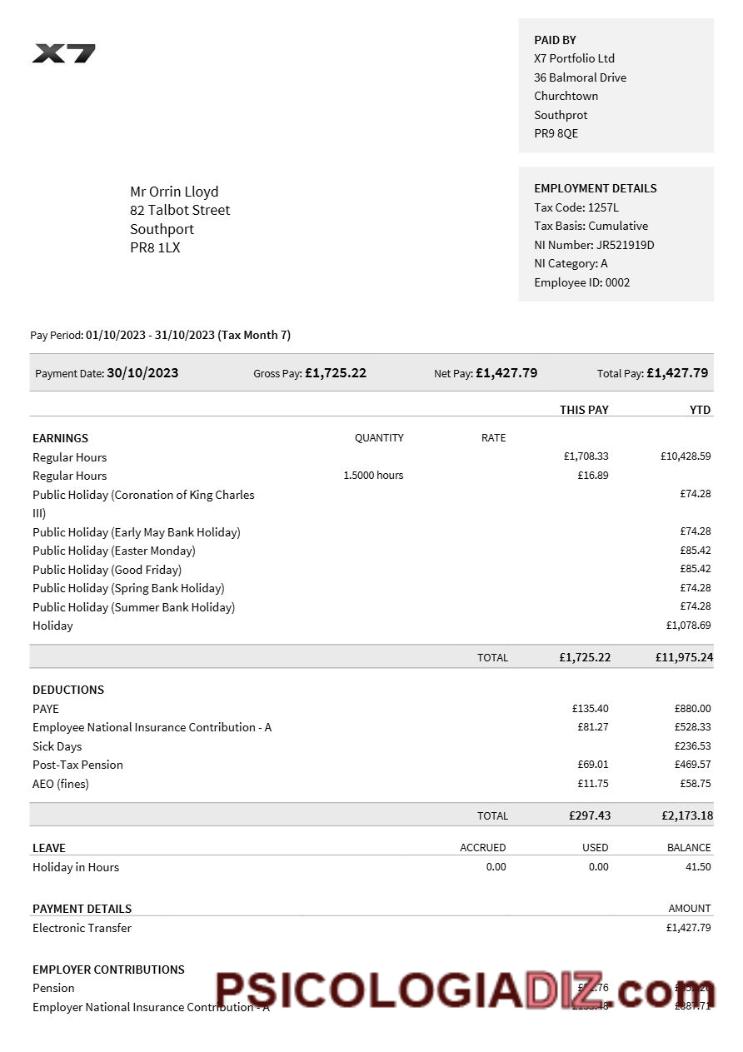 X7
PAID BY
X7 Portfolio Ltd
36 Balmoral Drive
Churchtown
Southprot
PR9 8QE
Mr Orrin Lloyd
82 Talbot Street
Southport
PR8 1LX
EMPLOYMENT DETAILS
Tax Code: 1257L
Tax Basis: Cumulative
NI Number: JR521919D
NI Category: A
Employee ID: 0002
Pay Period: 01/10/2023 - 31/10/2023 (Tax Month 7)
Payment Date: 30/10/2023 Gross Pay: £1,725.22 Net Pay: £1,427.79 Total Pay: £1,427.79
THIS PAY YTD
EARNINGS QUANTITY RATE
Regular Hours £1,708.33 £10,428.59
Regular Hours 1.5000 hours £16.89
Public Holiday (Coronation of King Charles
III) £74.28
Public Holiday (Early May Bank Holiday) £74.28
Public Holiday (Easter Monday) £85.42
Public Holiday (Good Friday) £85.42
Public Holiday (Spring Bank Holiday) £74.28
Public Holiday (Summer Bank Holiday) £74.28
Holiday £1,078.69
TOTAL £1,725.22 £11,975.24
DEDUCTIONS
PAYE £135.40 £880.00
Employee National Insurance Contribution - A £81.27 £528.33
Sick Days £236.53
Post-Tax Pension £69.01 £469.57
AEO (fines) £11.75 £58.75
TOTAL £297.43 £2,173.18
LEAVE ACCRUED USED BALANCE
Holiday in Hours 0.00 0.00 41.50
PAYMENT DETAILS AMOUNT
Electronic Transfer £1,427.79
EMPLOYER CONTRIBUTIONS
Pension
Employer National Insurance Contribution - A
PSICOLOGIADIZ.com